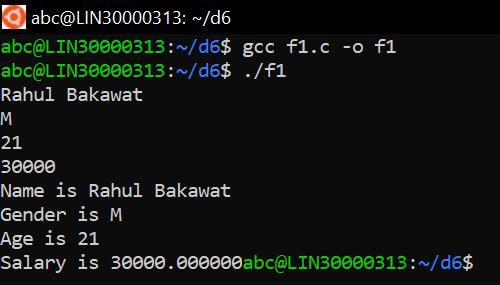 abc@LIN30000313: ~/d6
abc@LIN30000313:~/d6$ gcc f1.c -o f1
abc@LIN30000313:~/d6$ ./f1
Rahul Bakawat
M
21
30000
Name is Rahul Bakawat
Gender is M
Age is 21
Salary is 30000.000000abc@LIN30000313:~/d6$